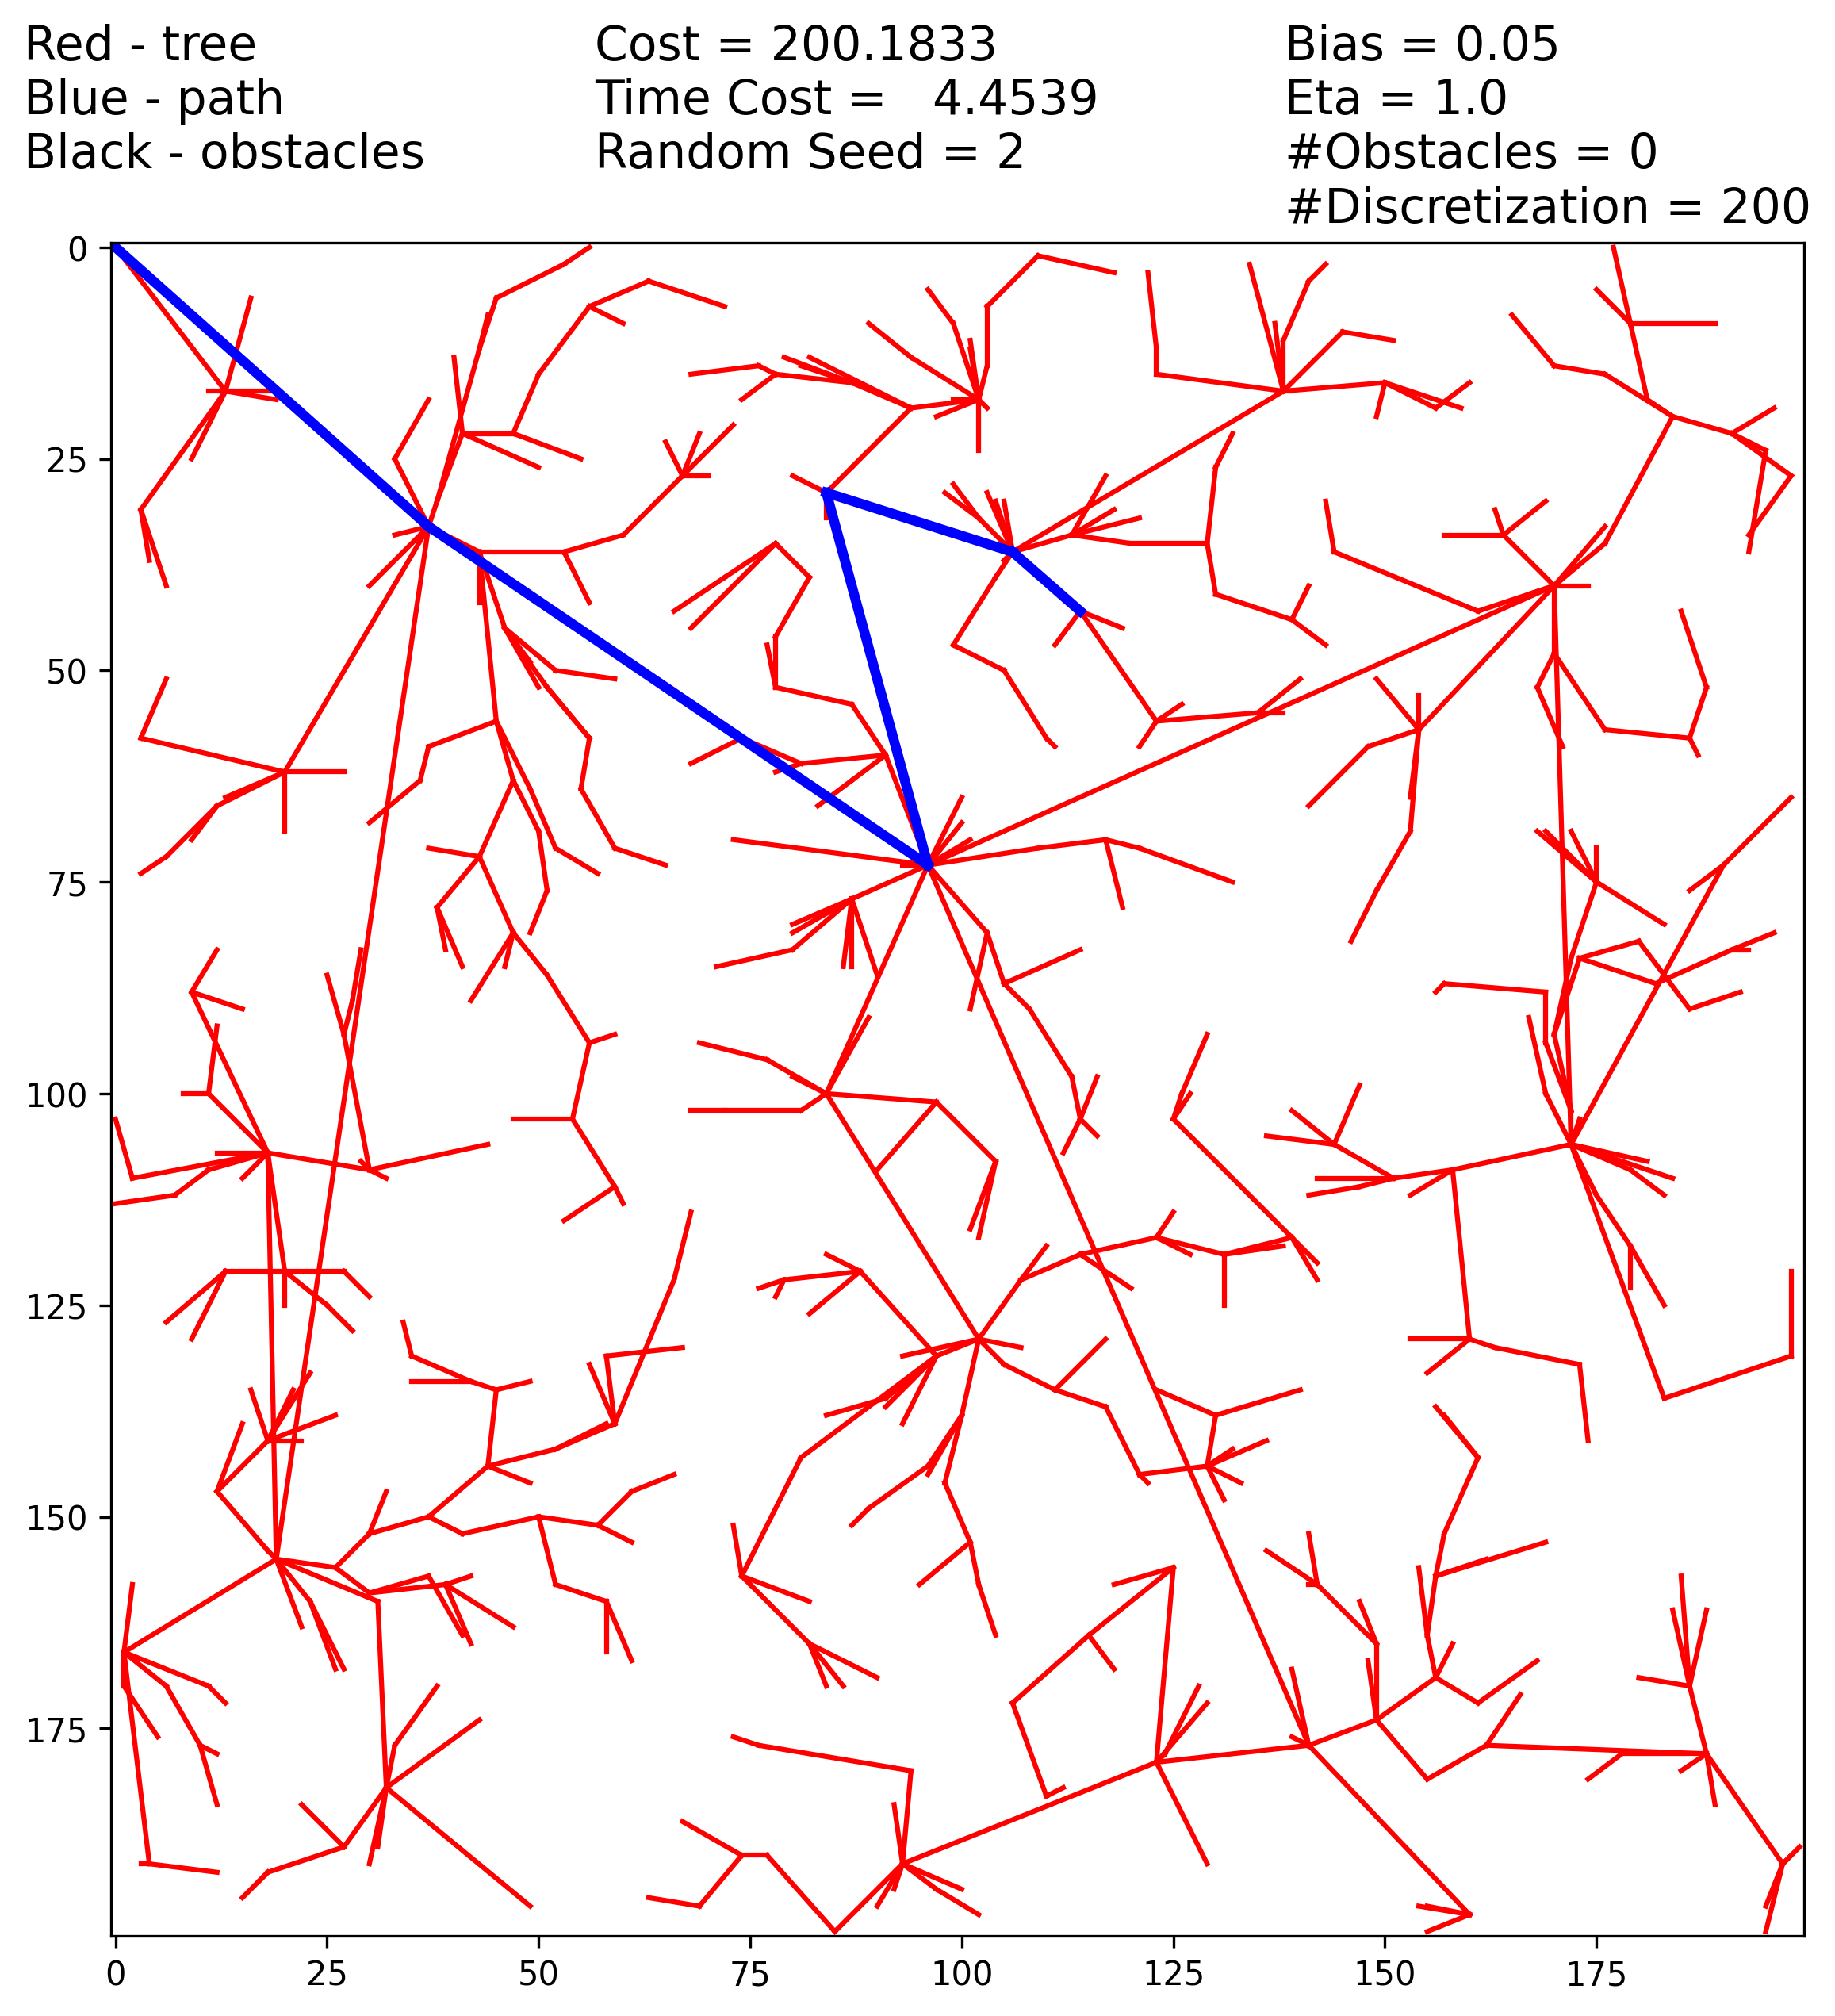 Red - tree
Blue - path
Black - obstacles
Cost = 200.1833
Time Cost =   4.4539
Random Seed = 2
Bias = 0.05
Eta = 1.0
#Obstacles = 0
#Discretization = 200
0
25
50
75
100
125
150
175
0 25 50 75 100 125 150 175